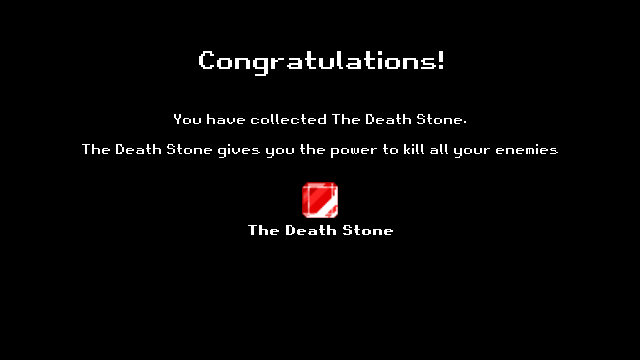 Congratulations!
You have collected The Death Stone.
The Death Stone gives you the power to kill all your enemies
The Death Stone